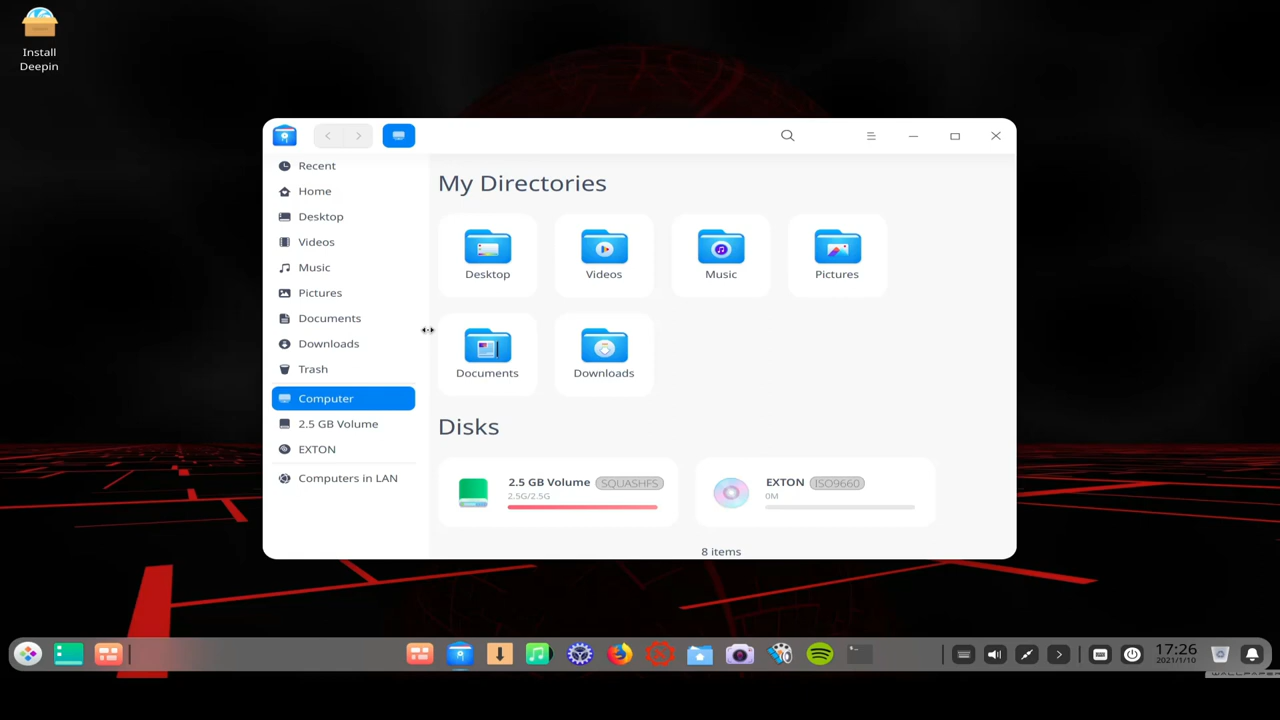 Install
Deepin
Recent
Home
Desktop
Videos
Music
Pictures
Documents
Downloads
Trash
Computer
2.5 GB Volume
EXTON
Computers in LAN
My Directories
Desktop
Videos
Music
Pictures
Documents
Downloads
Disks
2.5 GB Volume SQUASHFS
2.5G/2.5G
EXTON ISO9660
0M
8 items
17:26
2021/1/10